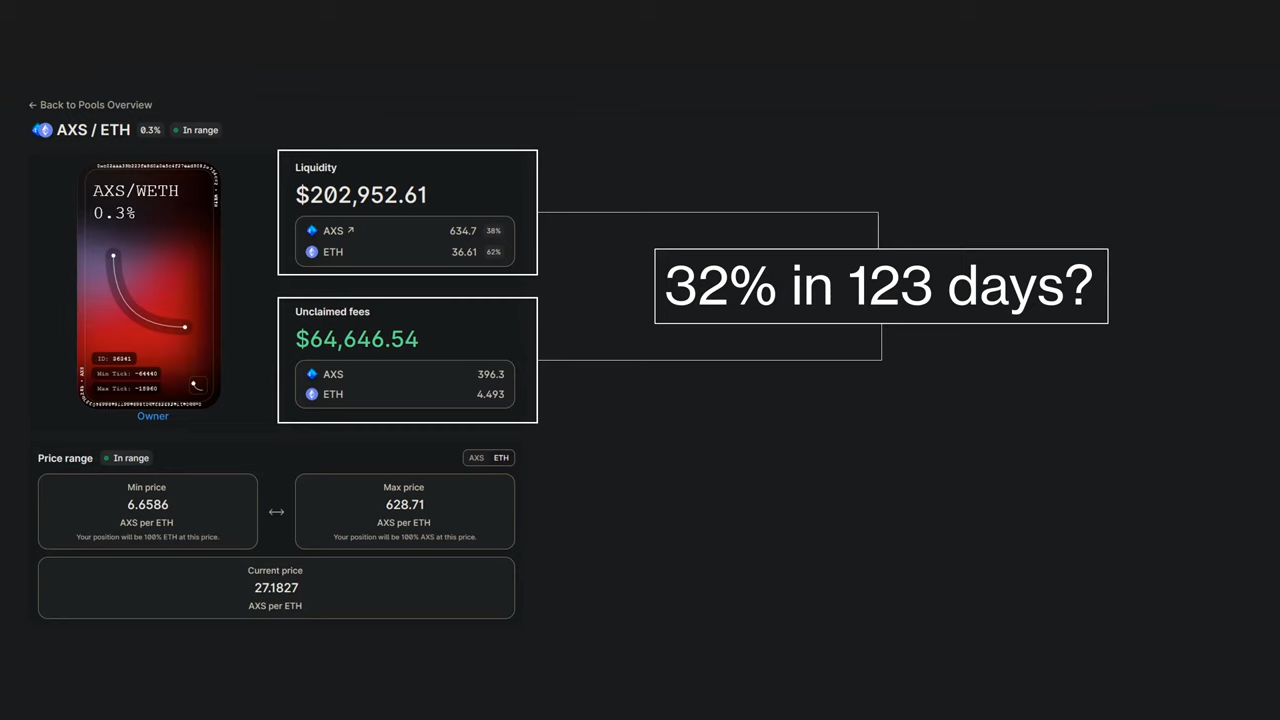 ← Back to Pools Overview
AXS / ETH 0.3% In range
AXS/WETH
0.3%
ID: 36341
Min Tick: -64440
Max Tick: -18960
Owner
Liquidity
$202,952.61
AXS ↗ 634.7 38%
ETH 36.61 62%
Unclaimed fees
$64,646.54
AXS 396.3
ETH 4.493
32% in 123 days?
Price range In range AXS ETH
Min price
6.6586
AXS per ETH
Your position will be 100% ETH at this price.
Max price
628.71
AXS per ETH
Your position will be 100% AXS at this price.
Current price
27.1827
AXS per ETH